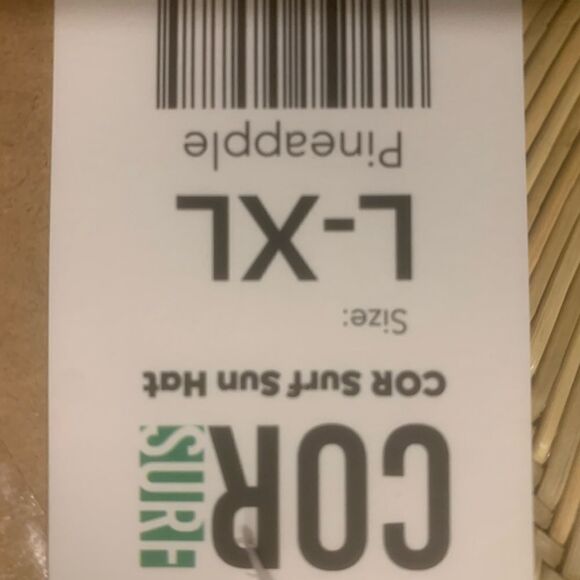 COR SURF
COR Surf Sun Hat
Size:
L-XL
Pineapple